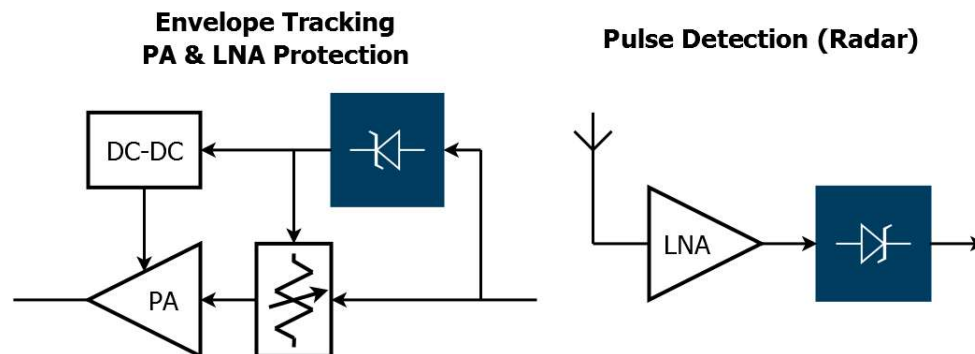 Envelope Tracking
PA & LNA Protection
Pulse Detection (Radar)
DC-DC
PA
LNA